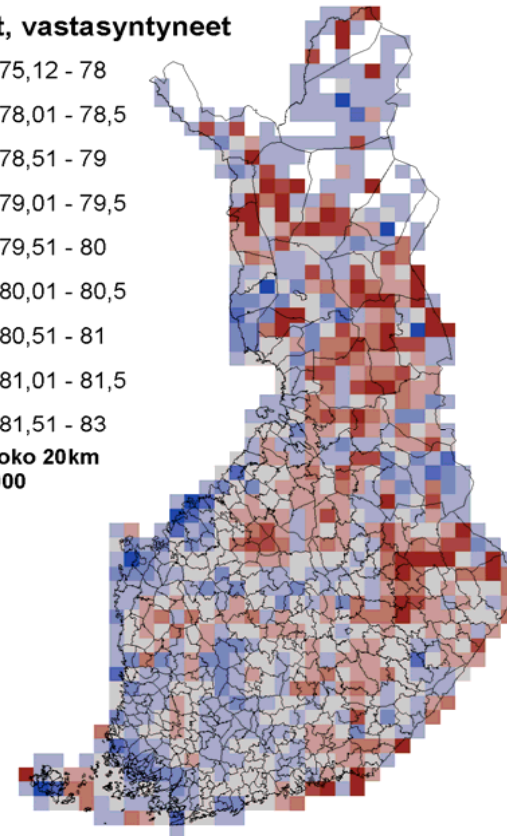 t, vastasyntyneet
75,12 - 78
78,01 - 78,5
78,51 - 79
79,01 - 79,5
79,51 - 80
80,01 - 80,5
80,51 - 81
81,01 - 81,5
81,51 - 83
oko 20km
000